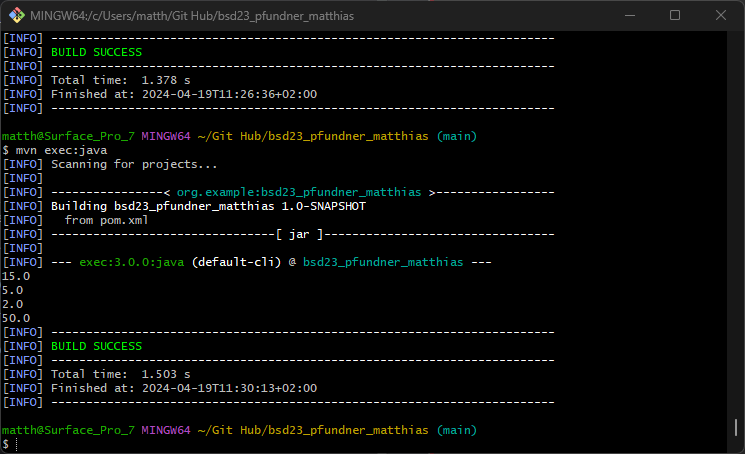 MINGW64:/c/Users/matth/Git Hub/bsd23_pfundner_matthias
[INFO] ------------------------------------------------------------------------
[INFO] BUILD SUCCESS
[INFO] ------------------------------------------------------------------------
[INFO] Total time:  1.378 s
[INFO] Finished at: 2024-04-19T11:26:36+02:00
[INFO] ------------------------------------------------------------------------
matth@Surface_Pro_7 MINGW64 ~/Git Hub/bsd23_pfundner_matthias (main)
$ mvn exec:java
[INFO] Scanning for projects...
[INFO]
[INFO] ----------------< org.example:bsd23_pfundner_matthias >-----------------
[INFO] Building bsd23_pfundner_matthias 1.0-SNAPSHOT
[INFO]   from pom.xml
[INFO] --------------------------------[ jar ]---------------------------------
[INFO]
[INFO] --- exec:3.0.0:java (default-cli) @ bsd23_pfundner_matthias ---
15.0
5.0
2.0
50.0
[INFO] ------------------------------------------------------------------------
[INFO] BUILD SUCCESS
[INFO] ------------------------------------------------------------------------
[INFO] Total time:  1.503 s
[INFO] Finished at: 2024-04-19T11:30:13+02:00
[INFO] ------------------------------------------------------------------------
matth@Surface_Pro_7 MINGW64 ~/Git Hub/bsd23_pfundner_matthias (main)
$